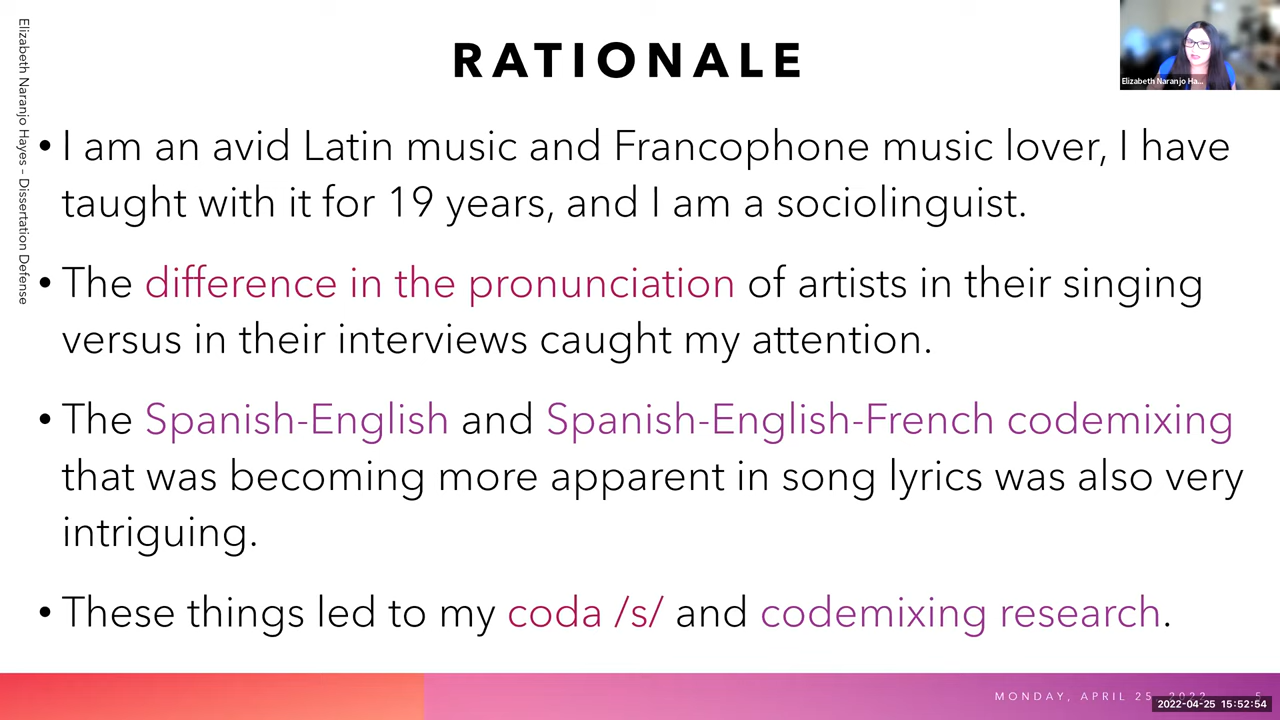 RATIONALE
Elizabeth Naranjo Hayes – Dissertation Defense
Elizabeth Naranjo Ha...
• I am an avid Latin music and Francophone music lover, I have
taught with it for 19 years, and I am a sociolinguist.
• The difference in the pronunciation of artists in their singing
versus in their interviews caught my attention.
• The Spanish-English and Spanish-English-French codemixing
that was becoming more apparent in song lyrics was also very
intriguing.
• These things led to my coda /s/ and codemixing research.
MONDAY, APRIL 25, 2022
5
2022-04-25 15:52:54